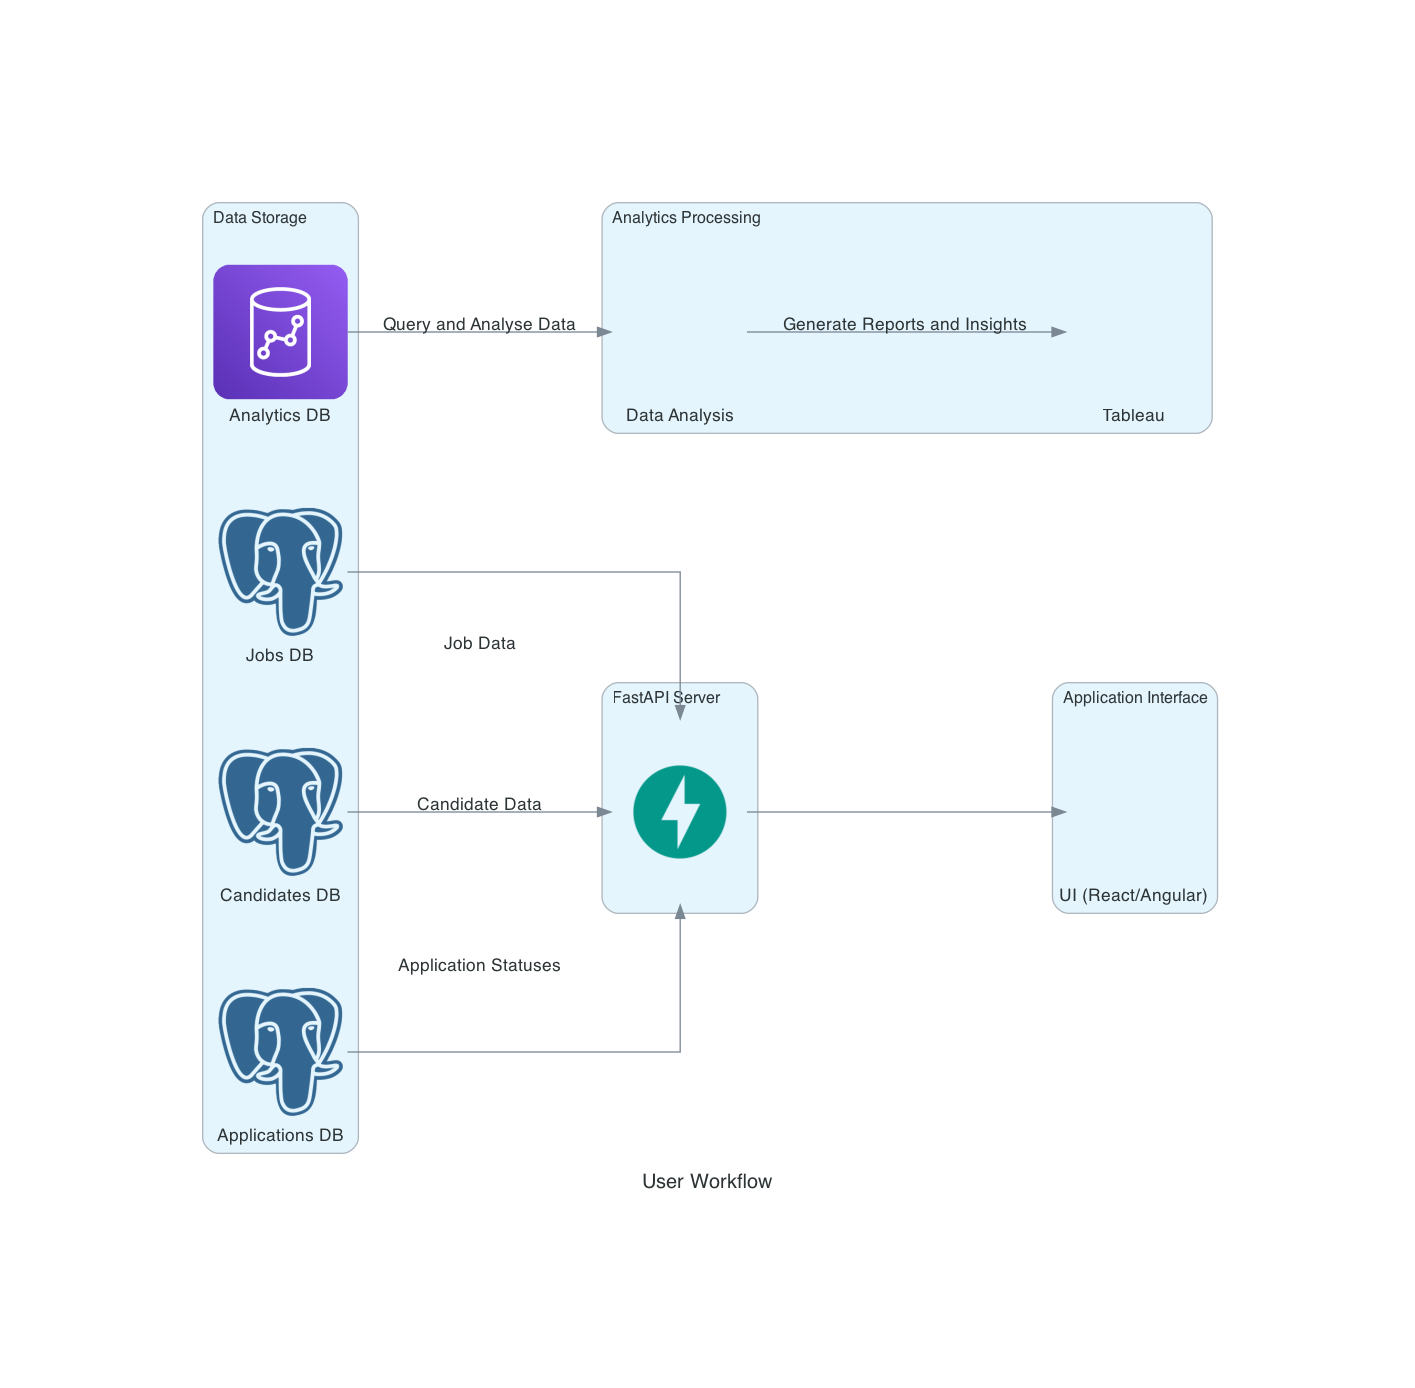 Data Storage
Analytics Processing
Query and Analyse Data
Generate Reports and Insights
Analytics DB
Data Analysis
Tableau
Job Data
Jobs DB
FastAPI Server
Application Interface
Candidate Data
Candidates DB
UI (React/Angular)
Application Statuses
Applications DB
User Workflow